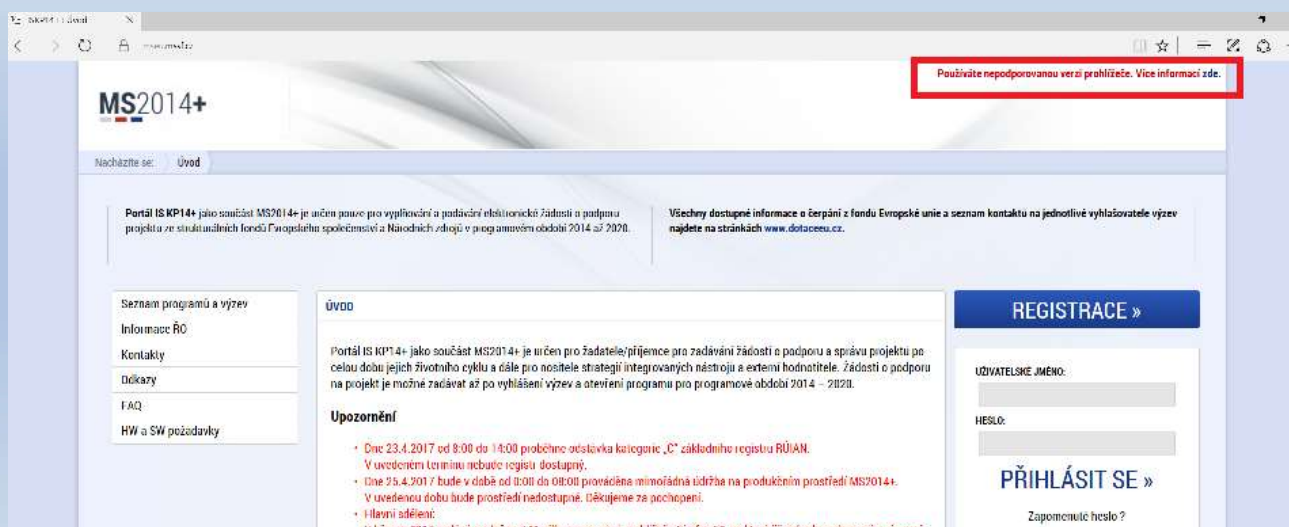 IS KP14+ | Úvod
Používáte nepodporovanou verzi prohlížeče. Více informací zde.
MS2014+
Nacházíte se: Úvod
Portál IS KP14+ jako součást MS2014+ je určen pouze pro vyplňování a podávání elektronické žádosti o podporu
projektu ze strukturálních fondů Evropského společenství a Národních zdrojů v programovém období 2014 až 2020.
Všechny dostupné informace o čerpání z fondu Evropské unie a seznam kontaktu na jednotlivé vyhlašovatele výzev
najdete na stránkách www.dotaceeu.cz.
Seznam programů a výzev
Informace ŘO
Kontakty
Odkazy
FAQ
HW a SW požadavky
ÚVOD
Portál IS KP14+ jako součást MS2014+ je určen pro žadatele/příjemce pro zadávání žádostí o podporu a správu projektu po
celou dobu jejich životního cyklu a dále pro nositele strategií integrovaných nástroju a externí hodnotitele. Žádosti o podporu
na projekt je možné zadávat až po vyhlášení výzev a otevření programu pro programové období 2014 – 2020.
Upozornění
• Dne 23.4.2017 od 8:00 do 14:00 proběhne odstávka kategorie „C" základního registru RÚIAN.
V uvedeném termínu nebude registr dostupný.
• Dne 25.4.2017 bude v době od 0:00 do 08:00 prováděna mimořádná údržba na produkčním prostředí MS2014+.
V uvedenou dobu bude prostředí nedostupné. Děkujeme za pochopení.
• Hlavní sdělení:
REGISTRACE »
UŽIVATELSKÉ JMÉNO:
HESLO:
PŘIHLÁSIT SE »
Zapomenuté heslo ?